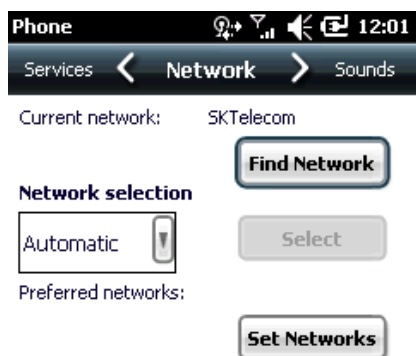 Phone 12:01
Services Network Sounds
Current network: SKTelecom
Find Network
Network selection
Automatic Select
Preferred networks:
Set Networks